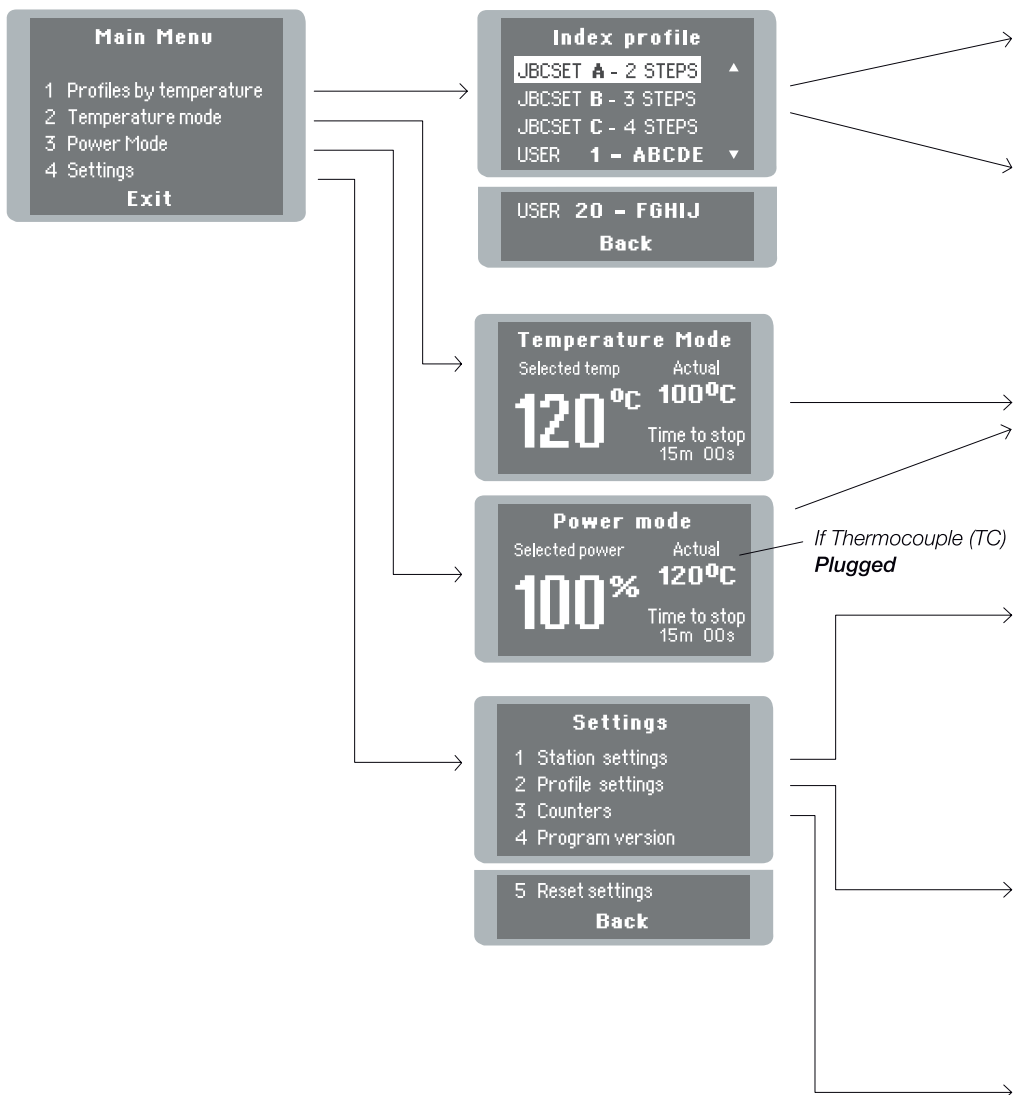 Main Menu
1 Profiles by temperature
2 Temperature mode
3 Power Mode
4 Settings
Exit
Index profile
JBCSET A - 2 STEPS ▲
JBCSET B - 3 STEPS
JBCSET C - 4 STEPS
USER 1 - ABCDE ▼
USER 20 - FGHIJ
Back
Temperature Mode
Selected temp Actual
120ºC 100ºC
Time to stop
15m 00s
Power mode
Selected power Actual
100% 120ºC
Time to stop
15m 00s
If Thermocouple (TC)
Plugged
Settings
1 Station settings
2 Profile settings
3 Counters
4 Program version
5 Reset settings
Back